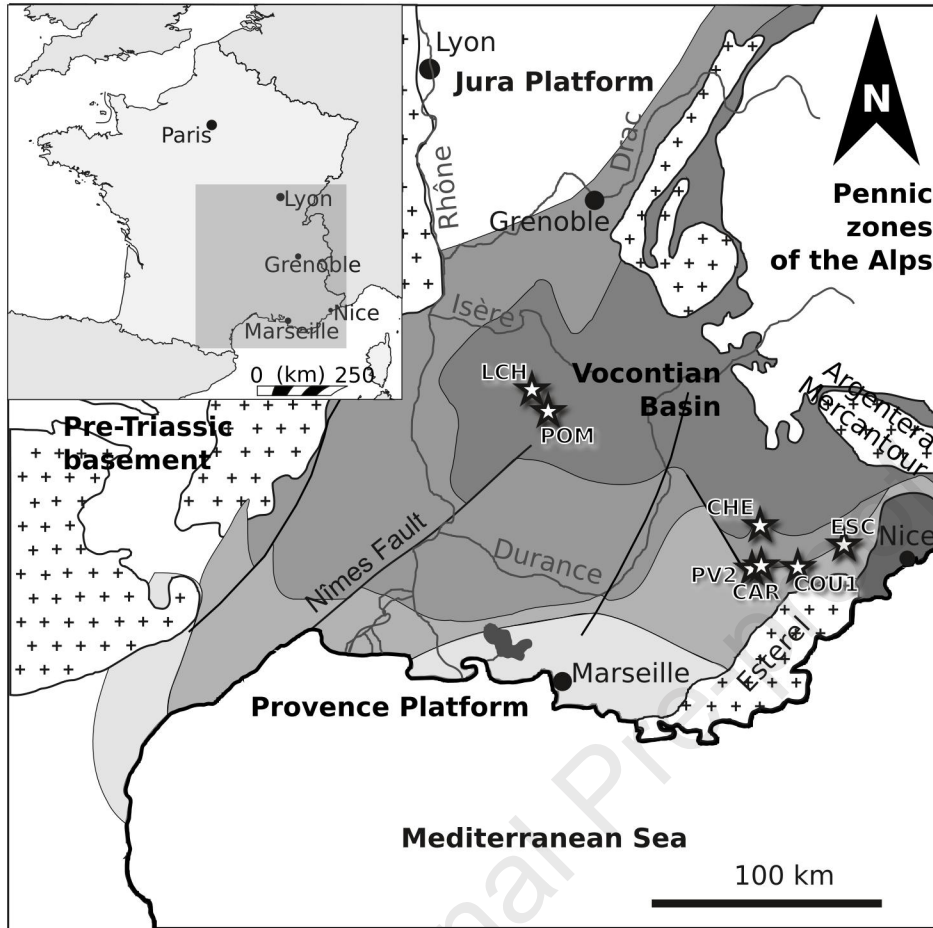 Lyon
Jura Platform
N
Paris
Lyon
Grenoble
Nice
Marseille
0 (km) 250
Rhône
Drac
Grenoble
Pennic
zones
of the Alps
Isère
LCH
POM
Vocontian
Basin
Argentera
Mercantour
Pre-Triassic
basement
CHE
ESC
Nice
Nîmes Fault
Durance
PV2
CAR
COU1
Esterel
Marseille
Provence Platform
Mediterranean Sea
100 km